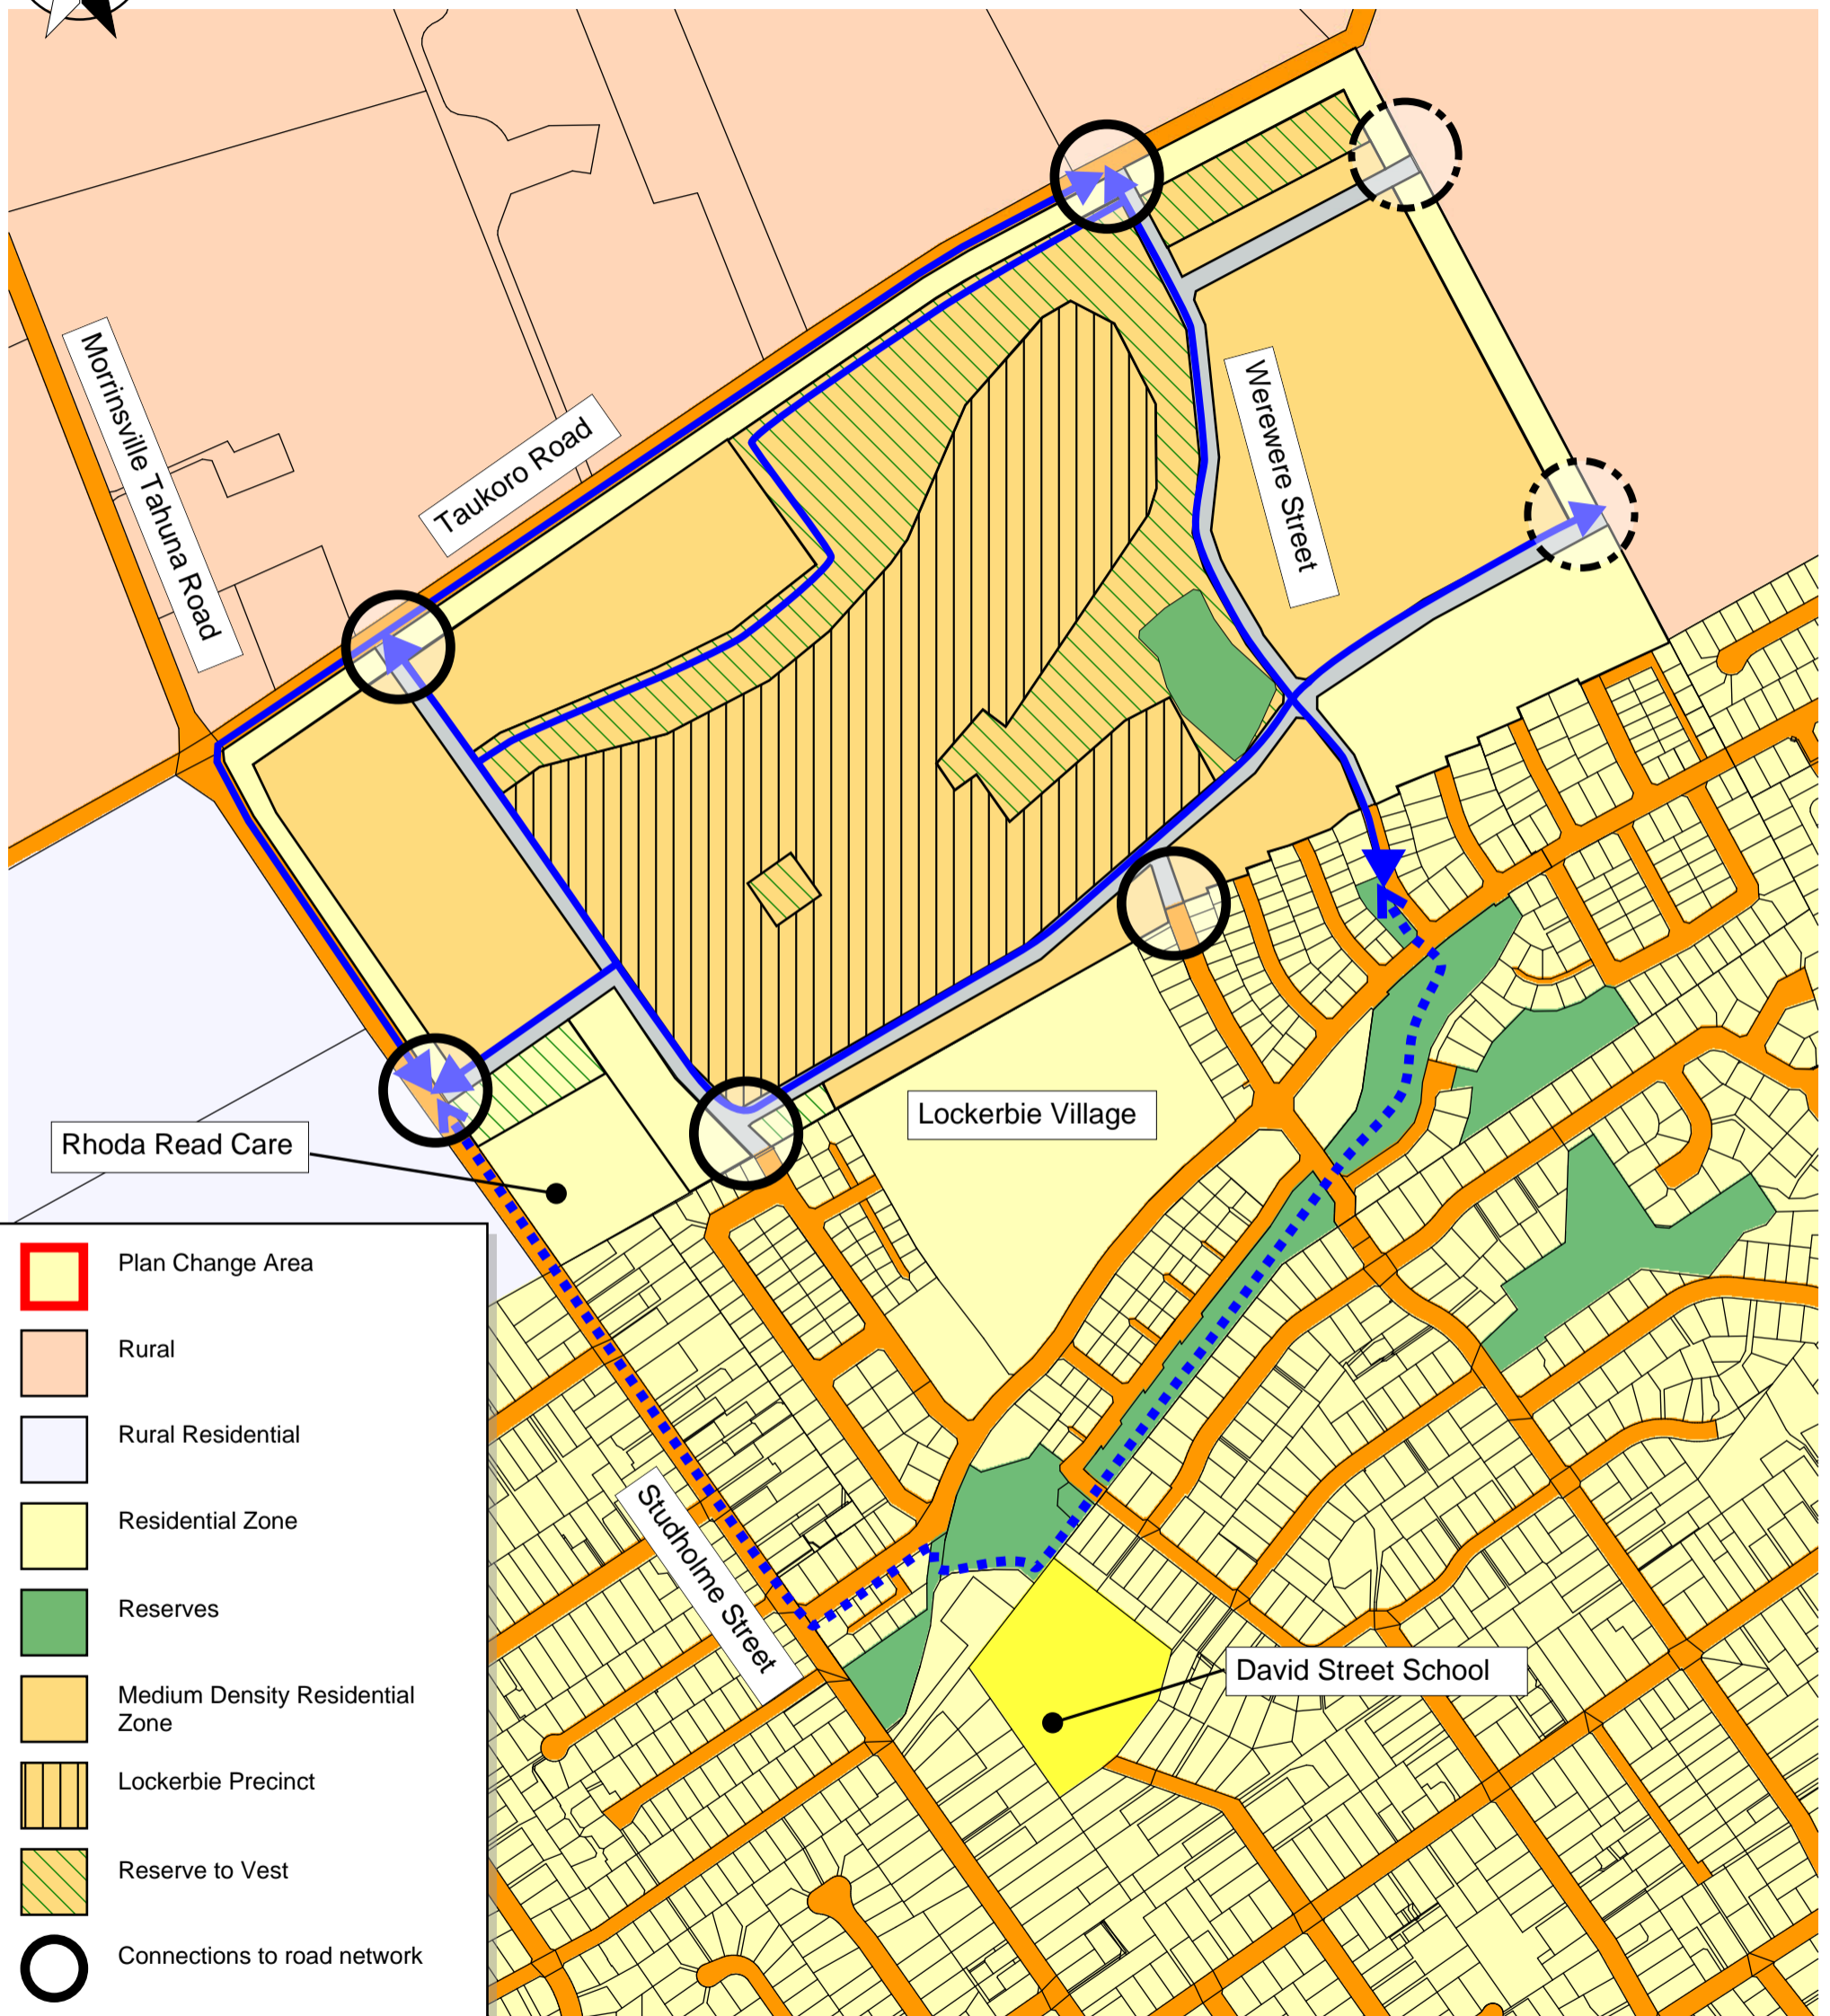 Morrinsville Tahuna Road
Taukoro Road
Werewere Street
Lockerbie Village
Rhoda Read Care
Studholme Street
David Street School
Plan Change Area
Rural
Rural Residential
Residential Zone
Reserves
Medium Density Residential
Zone
Lockerbie Precinct
Reserve to Vest
Connections to road network